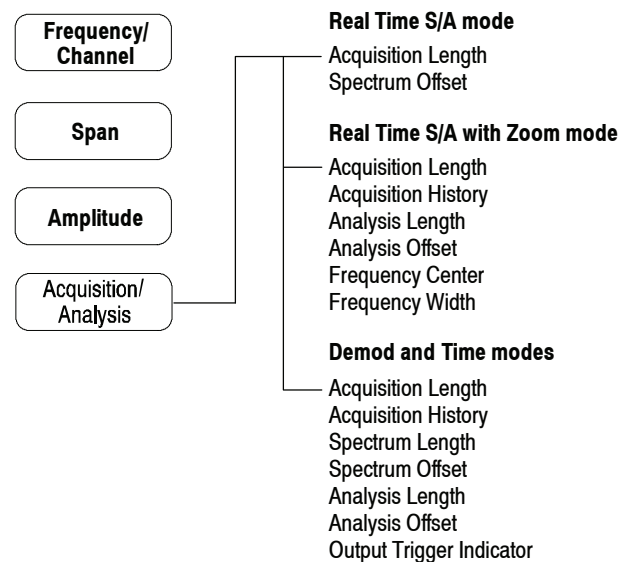 Frequency/
Channel
Span
Amplitude
Acquisition/
Analysis
Real Time S/A mode
Acquisition Length
Spectrum Offset
Real Time S/A with Zoom mode
Acquisition Length
Acquisition History
Analysis Length
Analysis Offset
Frequency Center
Frequency Width
Demod and Time modes
Acquisition Length
Acquisition History
Spectrum Length
Spectrum Offset
Analysis Length
Analysis Offset
Output Trigger Indicator